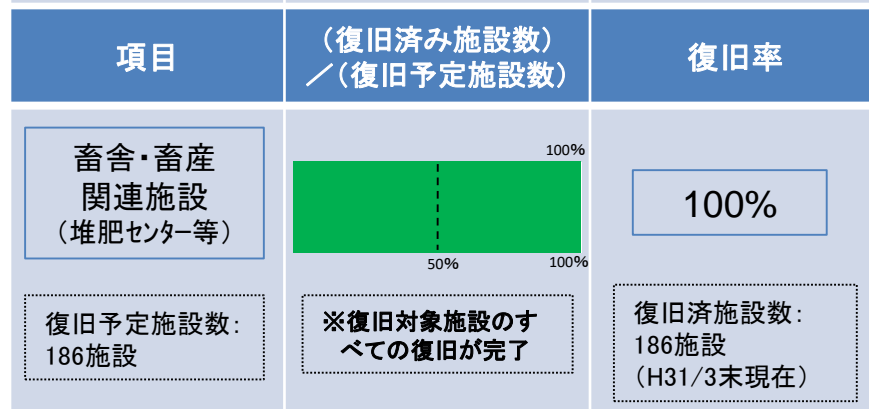 項目
（復旧済み施設数）
／（復旧予定施設数）
復旧率
畜舎・畜産
関連施設
（堆肥センター等）
100%
50%
100%
100%
復旧予定施設数：
186施設
※復旧対象施設のす
べての復旧が完了
復旧済施設数：
186施設
（H31/3末現在）